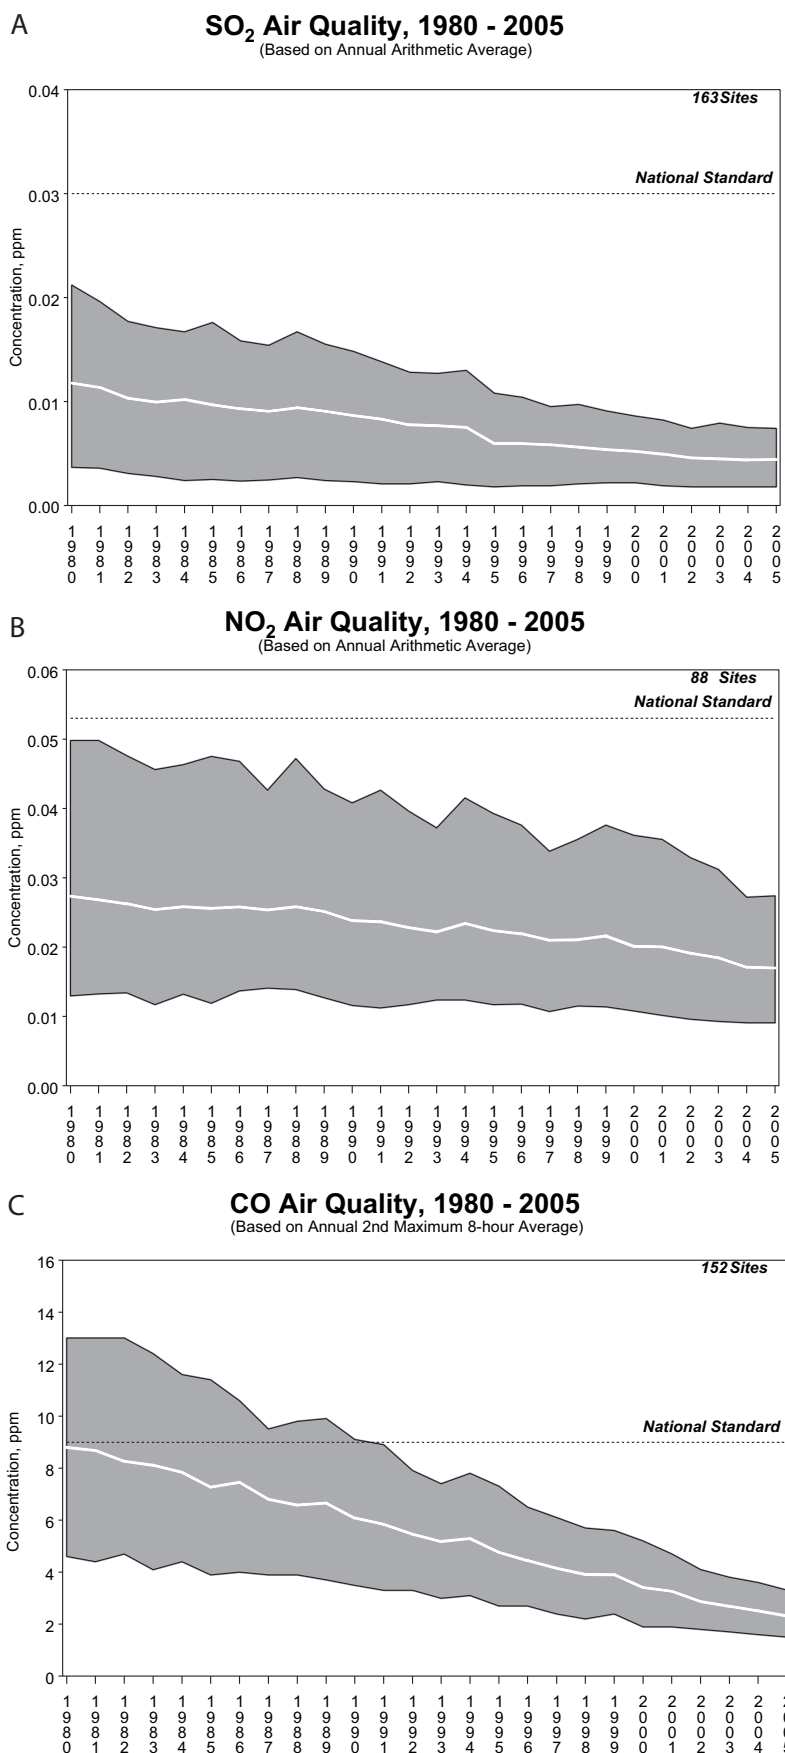 A
SO2 Air Quality, 1980 - 2005
(Based on Annual Arithmetic Average)
163 Sites
National Standard
Concentration, ppm
0.04
0.03
0.02
0.01
0.00
1980 1981 1982 1983 1984 1985 1986 1987 1988 1989 1990 1991 1992 1993 1994 1995 1996 1997 1998 1999 2000 2001 2002 2003 2004 2005
B
NO2 Air Quality, 1980 - 2005
(Based on Annual Arithmetic Average)
88 Sites
National Standard
Concentration, ppm
0.06
0.05
0.04
0.03
0.02
0.01
0.00
1980 1981 1982 1983 1984 1985 1986 1987 1988 1989 1990 1991 1992 1993 1994 1995 1996 1997 1998 1999 2000 2001 2002 2003 2004 2005
C
CO Air Quality, 1980 - 2005
(Based on Annual 2nd Maximum 8-hour Average)
152 Sites
National Standard
Concentration, ppm
16
14
12
10
8
6
4
2
0
1980 1981 1982 1983 1984 1985 1986 1987 1988 1989 1990 1991 1992 1993 1994 1995 1996 1997 1998 1999 2000 2001 2002 2003 2004 2005